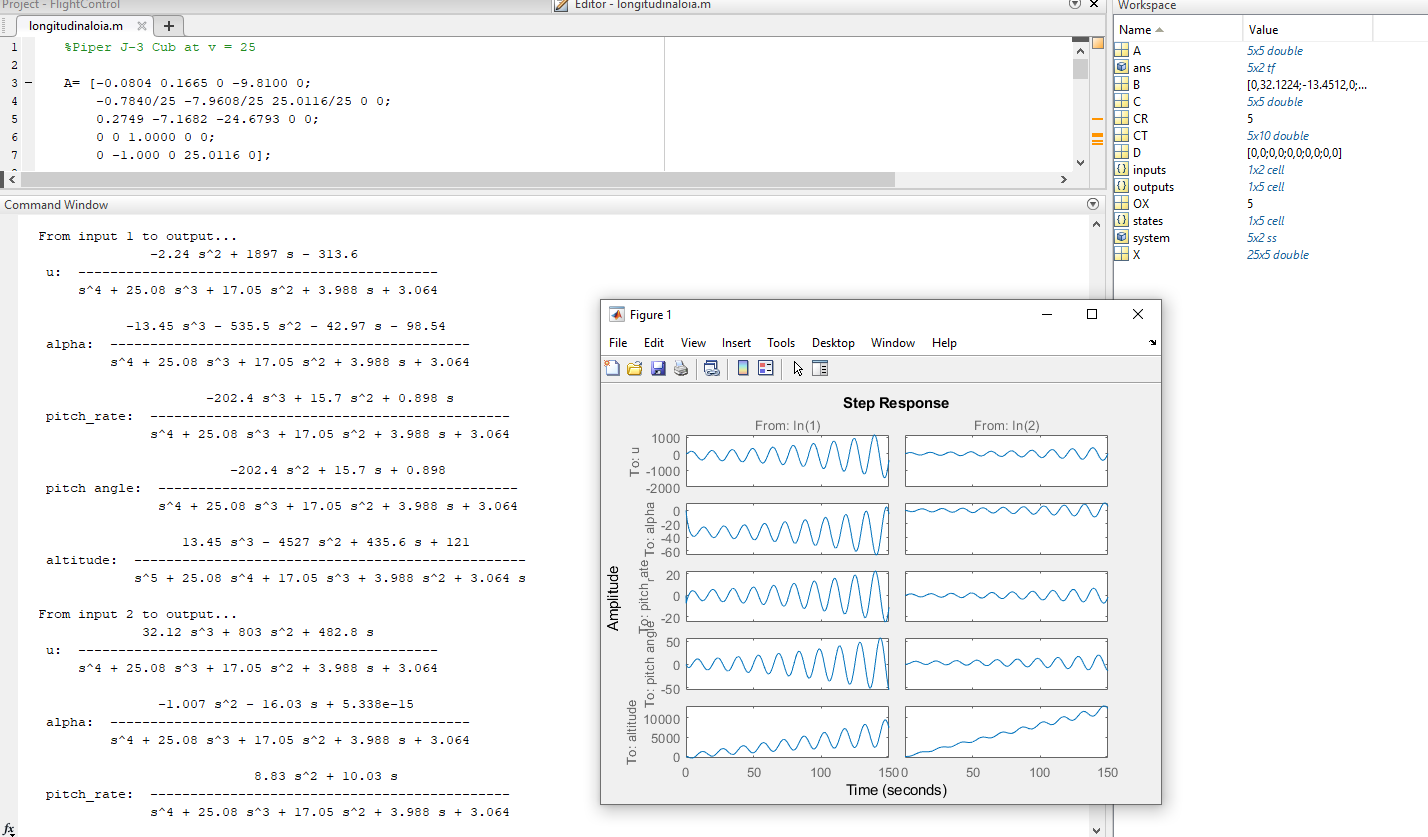 Project - FlightControl
Editor - longitudinaloia.m
Workspace
longitudinaloia.m
1 %Piper J-3 Cub at v = 25
2
3 A= [-0.0804 0.1665 0 -9.8100 0;
4 -0.7840/25 -7.9608/25 25.0116/25 0 0;
5 0.2749 -7.1682 -24.6793 0 0;
6 0 0 1.0000 0 0;
7 0 -1.000 0 25.0116 0];
Name Value
A 5x5 double
ans 5x2 tf
B [0,32.1224;-13.4512,0;...
C 5x5 double
CR 5
CT 5x10 double
D [0,0;0,0;0,0;0,0;0,0]
inputs 1x2 cell
outputs 1x5 cell
OX 5
states 1x5 cell
system 5x2 ss
X 25x5 double
Command Window
From input 1 to output...
-2.24 s^2 + 1897 s - 313.6
u: ---------------------------------------------
s^4 + 25.08 s^3 + 17.05 s^2 + 3.988 s + 3.064
-13.45 s^3 - 535.5 s^2 - 42.97 s - 98.54
alpha: ---------------------------------------------
s^4 + 25.08 s^3 + 17.05 s^2 + 3.988 s + 3.064
-202.4 s^3 + 15.7 s^2 + 0.898 s
pitch_rate: ---------------------------------------------
s^4 + 25.08 s^3 + 17.05 s^2 + 3.988 s + 3.064
-202.4 s^2 + 15.7 s + 0.898
pitch angle: ---------------------------------------------
s^4 + 25.08 s^3 + 17.05 s^2 + 3.988 s + 3.064
13.45 s^3 - 4527 s^2 + 435.6 s + 121
altitude: -------------------------------------------------
s^5 + 25.08 s^4 + 17.05 s^3 + 3.988 s^2 + 3.064 s
From input 2 to output...
32.12 s^3 + 803 s^2 + 482.8 s
u: ---------------------------------------------
s^4 + 25.08 s^3 + 17.05 s^2 + 3.988 s + 3.064
-1.007 s^2 - 16.03 s + 5.338e-15
alpha: ---------------------------------------------
s^4 + 25.08 s^3 + 17.05 s^2 + 3.988 s + 3.064
8.83 s^2 + 10.03 s
pitch_rate: ---------------------------------------------
s^4 + 25.08 s^3 + 17.05 s^2 + 3.988 s + 3.064
fx
Figure 1
File Edit View Insert Tools Desktop Window Help
Step Response
From: In(1) From: In(2)
To: u
1000
0
-1000
-2000
To: alpha
0
-20
-40
-60
To: pitch_rate
20
0
-20
To: pitch angle
50
0
-50
To: altitude
10000
5000
0
Amplitude
0 50 100 150 0 50 100 150
Time (seconds)